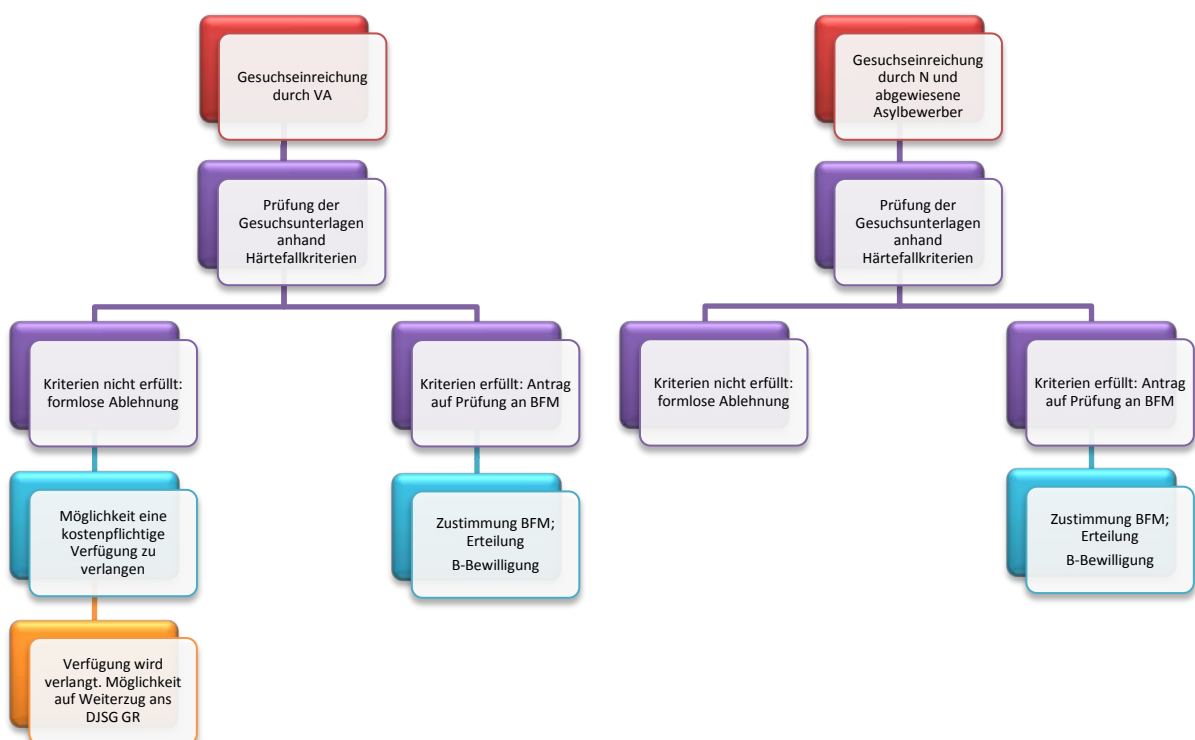 Gesuchseinreichung
durch VA
Prüfung der
Gesuchsunterlagen
anhand
Härtefallkriterien
Kriterien nicht erfüllt:
formlose Ablehnung
Kriterien erfüllt: Antrag
auf Prüfung an BFM
Möglichkeit eine
kostenpflichtige
Verfügung zu
verlangen
Zustimmung BFM;
Erteilung
B-Bewilligung
Verfügung wird
verlangt. Möglichkeit
auf Weiterzug ans
DJSG GR
Gesuchseinreichung
durch N und
abgewiesene
Asylbewerber
Prüfung der
Gesuchsunterlagen
anhand
Härtefallkriterien
Kriterien nicht erfüllt:
formlose Ablehnung
Kriterien erfüllt: Antrag
auf Prüfung an BFM
Zustimmung BFM;
Erteilung
B-Bewilligung